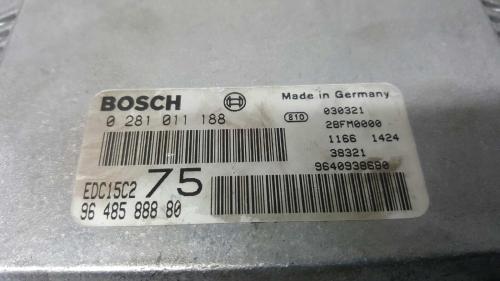 BOSCH
0 281 011 188
EDC15C2 75
96 485 888 80
Made in Germany
810 030321
28FM0000
1166 1424
38321
9640938680